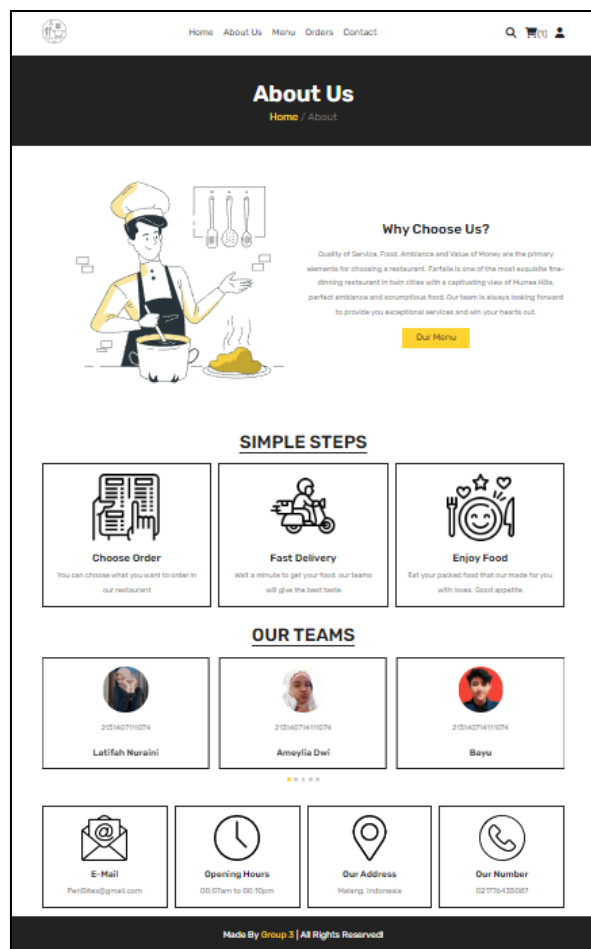 Home About Us Menu Orders Contact
(1)
About Us
Home / About
Why Choose Us?
Quality of Service, Food, Ambiance and Value of Money are the primary
elements for choosing a restaurant. Farfalle is one of the most exquisite fine-
dinning restaurant in twin cities with a captivating view of Murree Hills,
perfect ambiance and scrumptious food. Our team is always looking forward
to provide you exceptional services and win your hearts out.
Our Menu
SIMPLE STEPS
Choose Order
You can choose what you want to order in
our restaurant
Fast Delivery
Wait a minute to get your food, our teams
will give the best taste
Enjoy Food
Eat your packed food that our made for you
with loves, Good appetite
OUR TEAMS
Latifah Nuraini
Ameylia Dwi
Bayu
E-Mail
Opening Hours
00:07am to 00:10pm
Our Address
Malang, Indonesia
Our Number
021776435087
Made By Group 3 | All Rights Reserved!